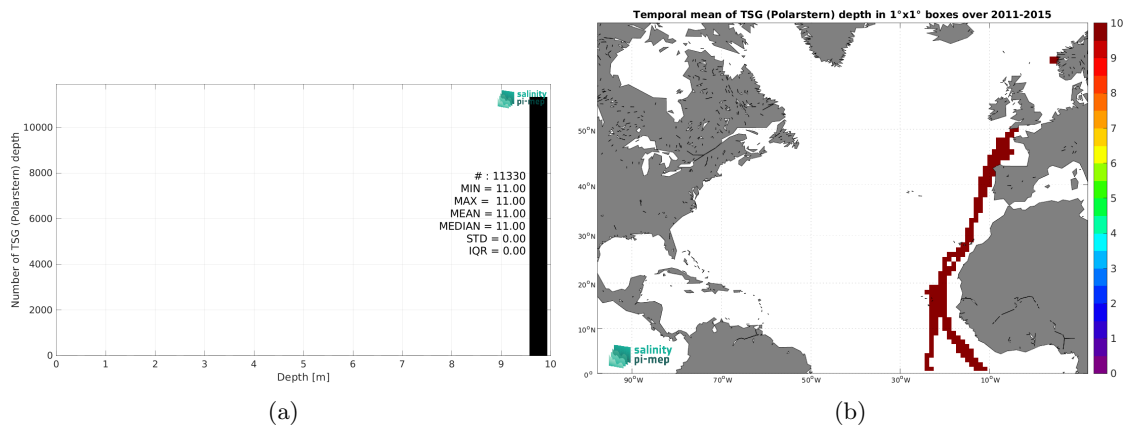 Number of TSG (Polarstern) depth
10000
8000
6000
4000
2000
0
salinity
pi-mep
# : 11330
MIN = 11.00
MAX = 11.00
MEAN = 11.00
MEDIAN = 11.00
STD = 0.00
IQR = 0.00
0 1 2 3 4 5 6 7 8 9 10
Depth [m]
(a)
Temporal mean of TSG (Polarstern) depth in 1°x1° boxes over 2011-2015
50°N
40°N
30°N
20°N
10°N
0°
90°W 70°W 50°W 30°W 10°W
salinity
pi-mep
10
9
8
7
6
5
4
3
2
1
0
(b)